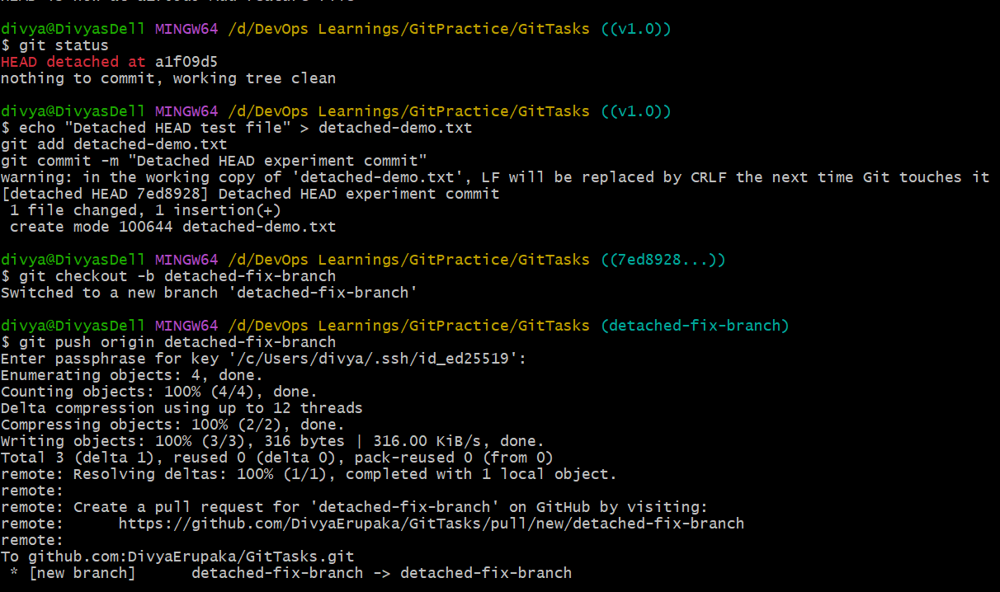 divya@DivyasDell MINGW64 /d/DevOps Learnings/GitPractice/GitTasks ((v1.0))
$ git status
HEAD detached at a1f09d5
nothing to commit, working tree clean

divya@DivyasDell MINGW64 /d/DevOps Learnings/GitPractice/GitTasks ((v1.0))
$ echo "Detached HEAD test file" > detached-demo.txt
git add detached-demo.txt
git commit -m "Detached HEAD experiment commit"
warning: in the working copy of 'detached-demo.txt', LF will be replaced by CRLF the next time Git touches it
[detached HEAD 7ed8928] Detached HEAD experiment commit
 1 file changed, 1 insertion(+)
 create mode 100644 detached-demo.txt

divya@DivyasDell MINGW64 /d/DevOps Learnings/GitPractice/GitTasks ((7ed8928...))
$ git checkout -b detached-fix-branch
Switched to a new branch 'detached-fix-branch'

divya@DivyasDell MINGW64 /d/DevOps Learnings/GitPractice/GitTasks (detached-fix-branch)
$ git push origin detached-fix-branch
Enter passphrase for key '/c/Users/divya/.ssh/id_ed25519':
Enumerating objects: 4, done.
Counting objects: 100% (4/4), done.
Delta compression using up to 12 threads
Compressing objects: 100% (2/2), done.
Writing objects: 100% (3/3), 316 bytes | 316.00 KiB/s, done.
Total 3 (delta 1), reused 0 (delta 0), pack-reused 0 (from 0)
remote: Resolving deltas: 100% (1/1), completed with 1 local object.
remote:
remote: Create a pull request for 'detached-fix-branch' on GitHub by visiting:
remote:      https://github.com/DivyaErupaka/GitTasks/pull/new/detached-fix-branch
remote:
To github.com:DivyaErupaka/GitTasks.git
 * [new branch]      detached-fix-branch -> detached-fix-branch